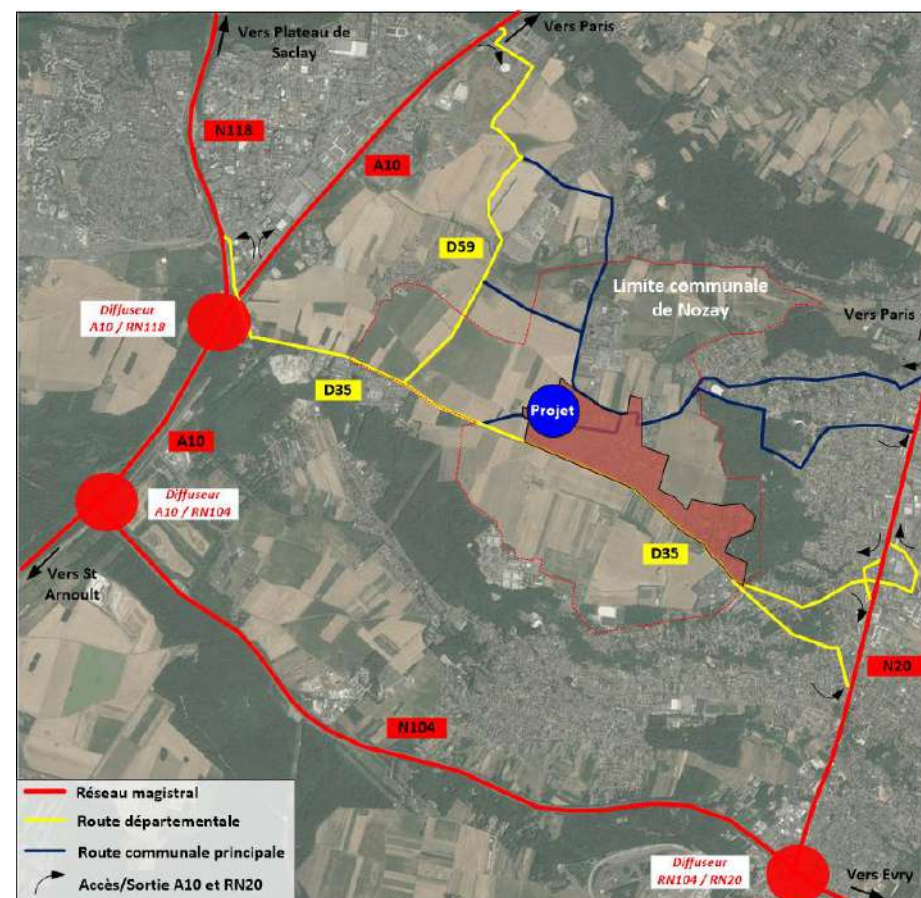 Vers Plateau de
Saclay
Vers Paris
N118
A10
D59
Limite communale
de Nozay
Diffuseur
A10 / RN118
Vers Paris
D35
Projet
A10
Diffuseur
A10 / RN104
D35
Vers St
Arnoult
N20
N104
Réseau magistral
Route départementale
Route communale principale
Accès/Sortie A10 et RN20
Diffuseur
RN104 / RN20
Vers Evry